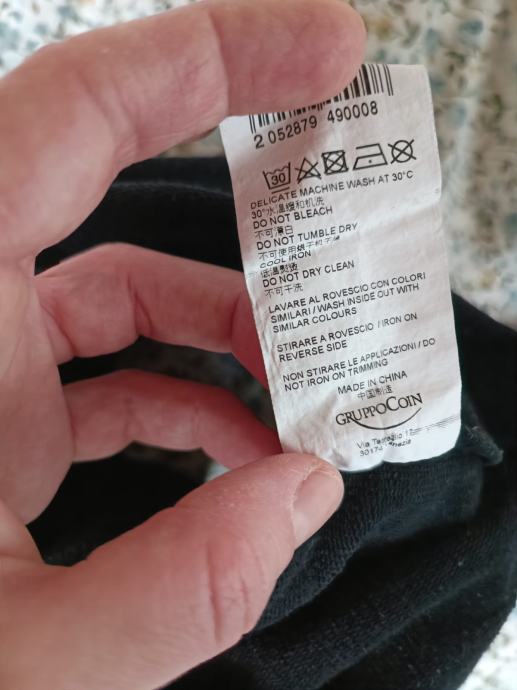 2 052879 490008
30
DELICATE MACHINE WASH AT 30°C
30°水温缓和机洗
DO NOT BLEACH
不可漂白
DO NOT TUMBLE DRY
COOL IRON
DO NOT DRY CLEAN
不可干洗
LAVARE AL ROVESCIO CON COLORI
SIMILARI / WASH INSIDE OUT WITH
SIMILAR COLOURS
STIRARE A ROVESCIO / IRON ON
REVERSE SIDE
NON STIRARE LE APPLICAZIONI / DO
NOT IRON ON TRIMMING
MADE IN CHINA
中国制造
GRUPPOCOIN
Via